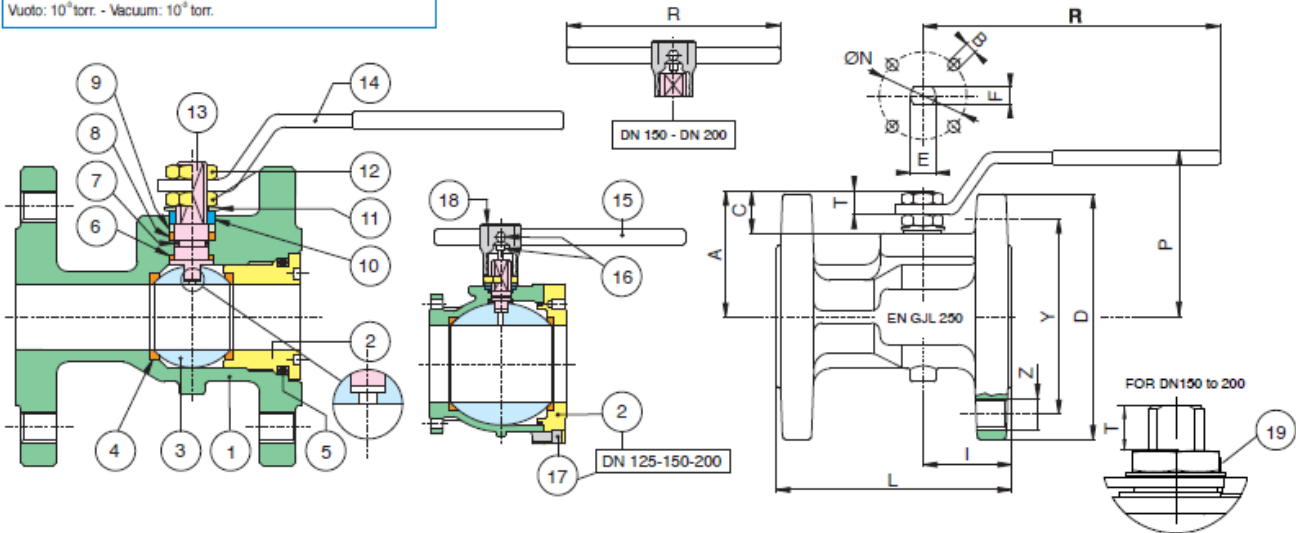 Vuoto: 10⁻³ torr. - Vacuum: 10⁻³ torr.
R
R
ØN
B
F
E
DN 150 - DN 200
14
9
13
8
7
12
6
11
10
18
15
16
2
4
3
1
5
2
17
DN 125-150-200
T
C
A
P
EN GJL 250
Y
D
Z
I
L
FOR DN150 to 200
T
19